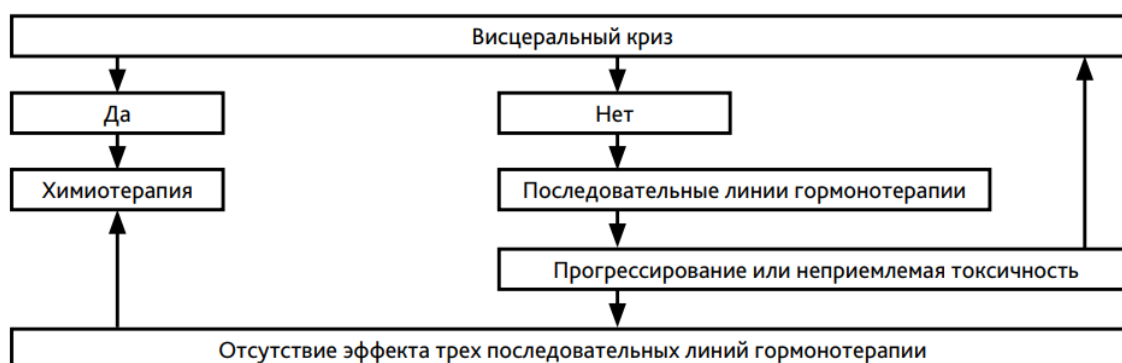 Висцеральный криз
Да
Нет
Химиотерапия
Последовательные линии гормонотерапии
Прогрессирование или неприемлемая токсичность
Отсутствие эффекта трех последовательных линий гормонотерапии